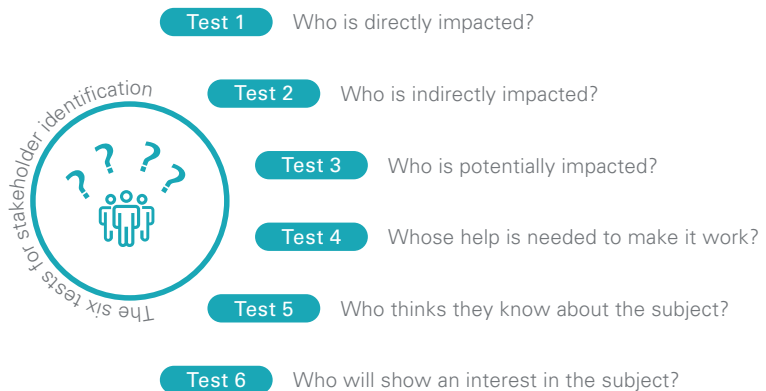 The six tests for stakeholder identification
Test 1 Who is directly impacted?
Test 2 Who is indirectly impacted?
Test 3 Who is potentially impacted?
Test 4 Whose help is needed to make it work?
Test 5 Who thinks they know about the subject?
Test 6 Who will show an interest in the subject?
? ? ? ?